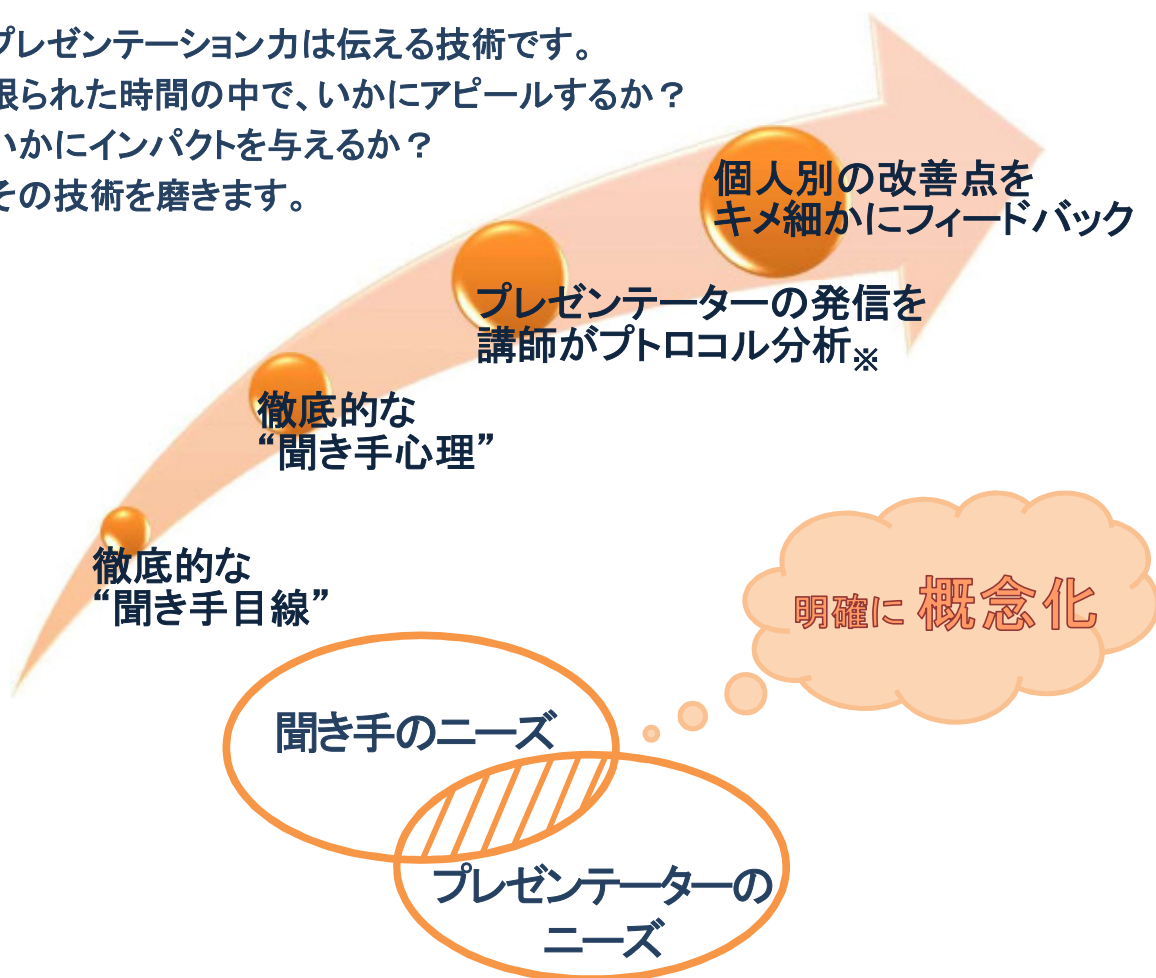 プレゼンテーション力は伝える技術です。
限られた時間の中で、いかにアピールするか？
いかにインパクトを与えるか？
その技術を磨きます。
個人別の改善点を
キメ細かにフィードバック
プレゼンテーターの発信を
講師がプトロコル分析※
徹底的な
“聞き手心理”
徹底的な
“聞き手目線”
明確に 概念化
聞き手のニーズ
プレゼンテーターの
ニーズ